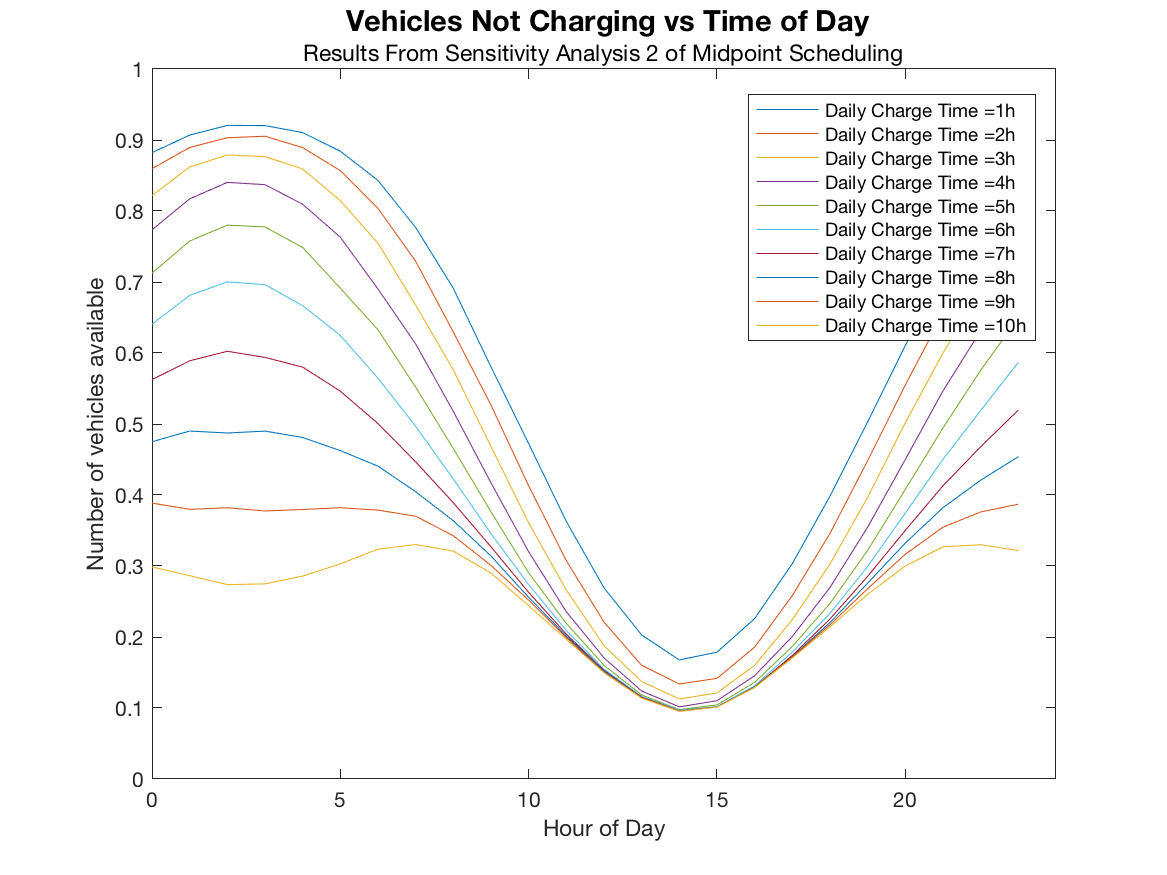 Vehicles Not Charging vs Time of Day
Results From Sensitivity Analysis 2 of Midpoint Scheduling
1
0.9
0.8
0.7
0.6
0.5
0.4
0.3
0.2
0.1
0
Number of vehicles available
Daily Charge Time =1h
Daily Charge Time =2h
Daily Charge Time =3h
Daily Charge Time =4h
Daily Charge Time =5h
Daily Charge Time =6h
Daily Charge Time =7h
Daily Charge Time =8h
Daily Charge Time =9h
Daily Charge Time =10h
0 5 10 15 20
Hour of Day